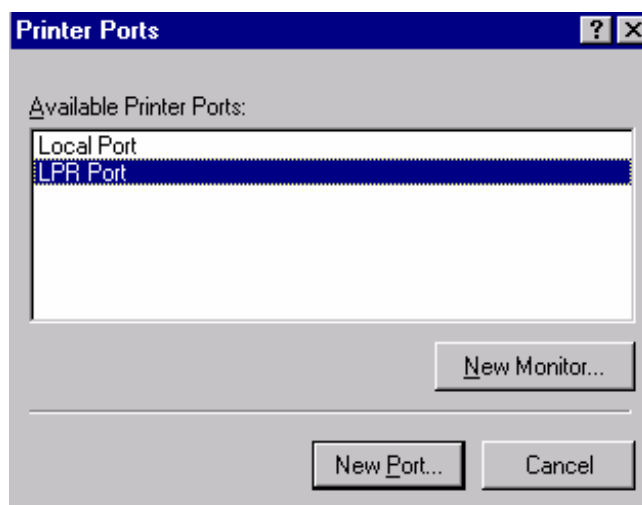 Printer Ports
Available Printer Ports:
Local Port
LPR Port
New Monitor...
New Port... Cancel